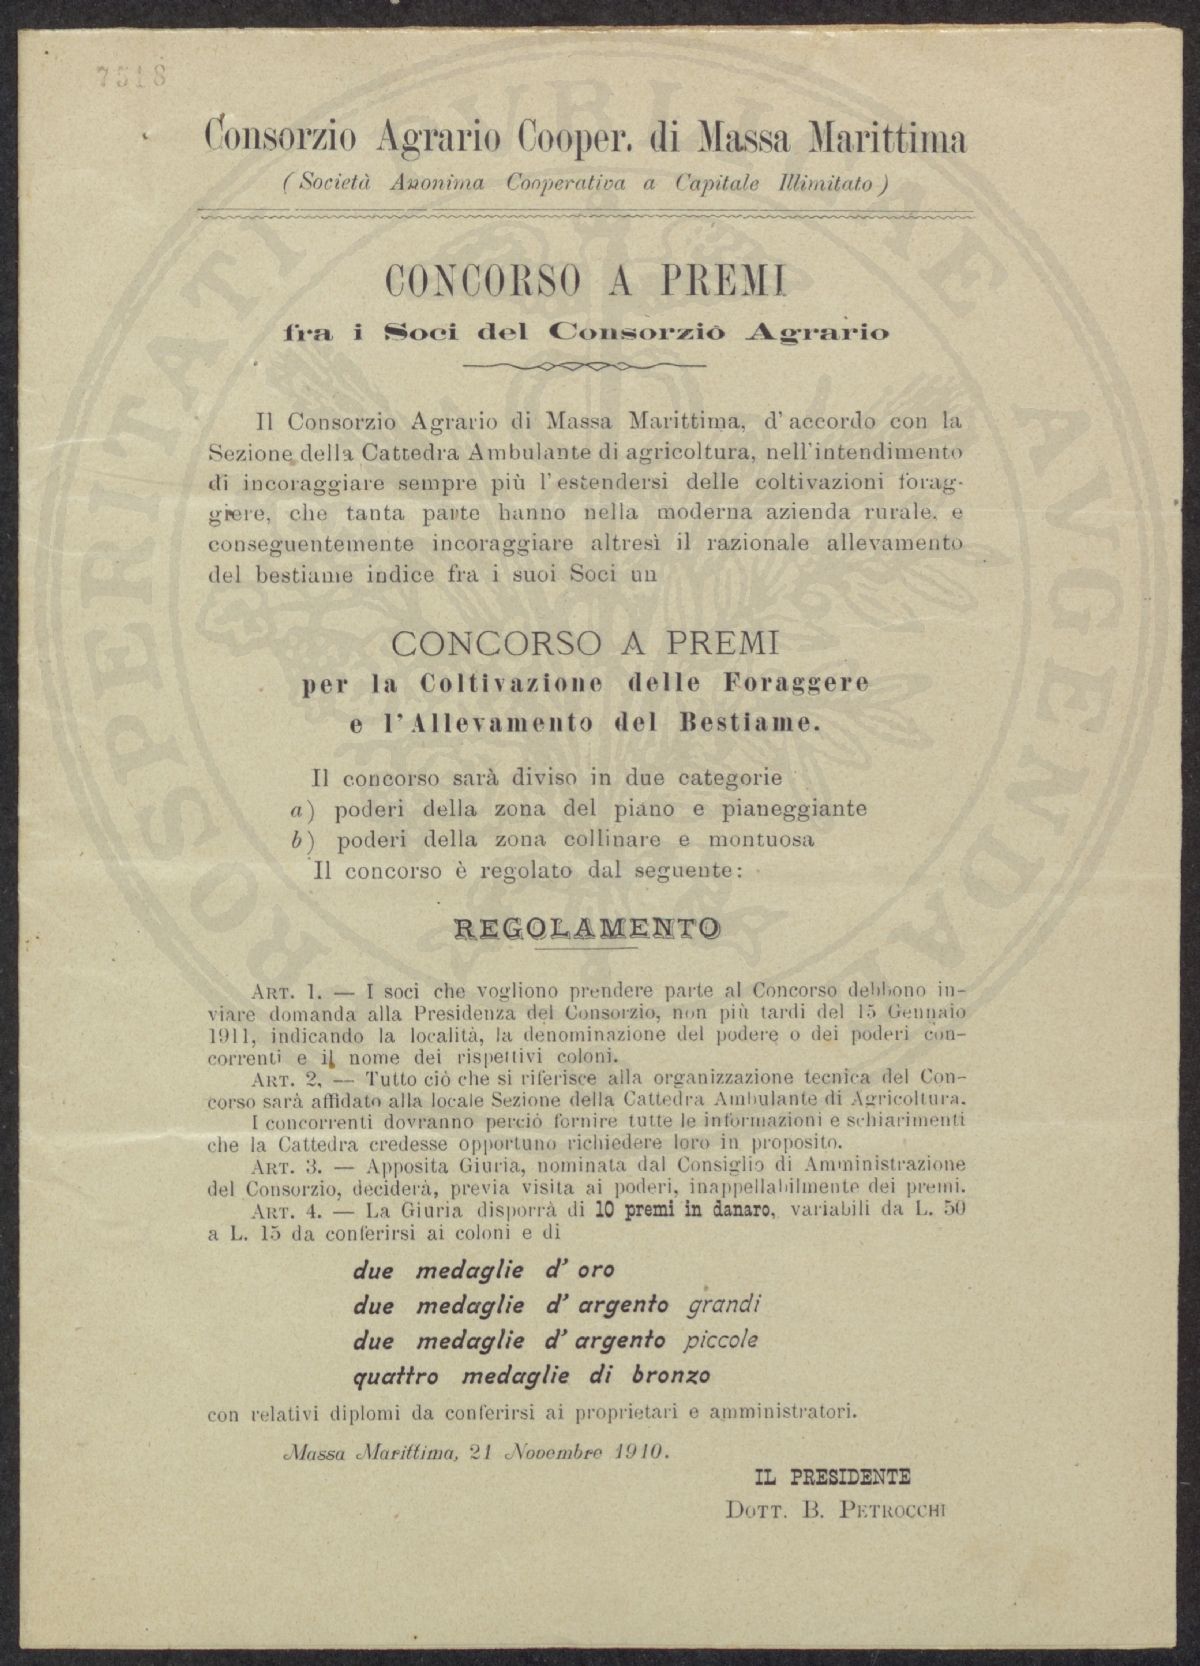 7518
Consorzio Agrario Cooper. di Massa Marittima
(Società Anonima Cooperativa a Capitale Illimitato)
CONCORSO A PREMI
fra i Soci del Consorzio Agrario
Il Consorzio Agrario di Massa Marittima, d'accordo con la
Sezione della Cattedra Ambulante di agricoltura, nell'intendimento
di incoraggiare sempre più l'estendersi delle coltivazioni forag-
giere, che tanta parte hanno nella moderna azienda rurale, e
conseguentemente incoraggiare altresì il razionale allevamento
del bestiame indice fra i suoi Soci un
CONCORSO A PREMI
per la Coltivazione delle Foraggere
e l'Allevamento del Bestiame.
Il concorso sarà diviso in due categorie
a) poderi della zona del piano e pianeggiante
b) poderi della zona collinare e montuosa
Il concorso è regolato dal seguente:
REGOLAMENTO
ART. 1. — I soci che vogliono prendere parte al Concorso debbono in-
viare domanda alla Presidenza del Consorzio, non più tardi del 15 Gennaio
1911, indicando la località, la denominazione del podere o dei poderi con-
correnti e il nome dei rispettivi coloni.
ART. 2. — Tutto ciò che si riferisce alla organizzazione tecnica del Con-
corso sarà affidato alla locale Sezione della Cattedra Ambulante di Agricoltura.
I concorrenti dovranno perciò fornire tutte le informazioni e schiarimenti
che la Cattedra credesse opportuno richiedere loro in proposito.
ART. 3. — Apposita Giuria, nominata dal Consiglio di Amministrazione
del Consorzio, deciderà, previa visita ai poderi, inappellabilmente dei premi.
ART. 4. — La Giuria disporrà di 10 premi in danaro, variabili da L. 50
a L. 15 da conferirsi ai coloni e di
due medaglie d'oro
due medaglie d'argento grandi
due medaglie d'argento piccole
quattro medaglie di bronzo
con relativi diplomi da conferirsi ai proprietari e amministratori.
Massa Marittima, 21 Novembre 1910.
IL PRESIDENTE
DOTT. B. PETROCCHI
PROSPERITATI PVBLICAE AVGENDAE